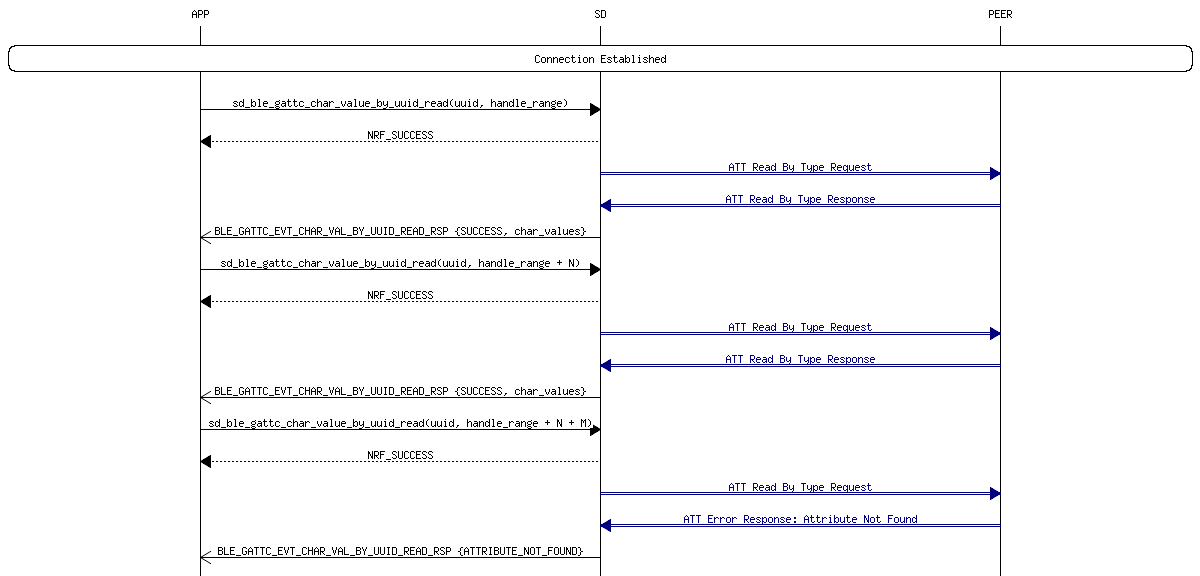 APP SD PEER
Connection Established
sd_ble_gattc_char_value_by_uuid_read(uuid, handle_range)
NRF_SUCCESS
ATT Read By Type Request
ATT Read By Type Response
BLE_GATTC_EVT_CHAR_VAL_BY_UUID_READ_RSP {SUCCESS, char_values}
sd_ble_gattc_char_value_by_uuid_read(uuid, handle_range + N)
NRF_SUCCESS
ATT Read By Type Request
ATT Read By Type Response
BLE_GATTC_EVT_CHAR_VAL_BY_UUID_READ_RSP {SUCCESS, char_values}
sd_ble_gattc_char_value_by_uuid_read(uuid, handle_range + N + M)
NRF_SUCCESS
ATT Read By Type Request
ATT Error Response: Attribute Not Found
BLE_GATTC_EVT_CHAR_VAL_BY_UUID_READ_RSP {ATTRIBUTE_NOT_FOUND}